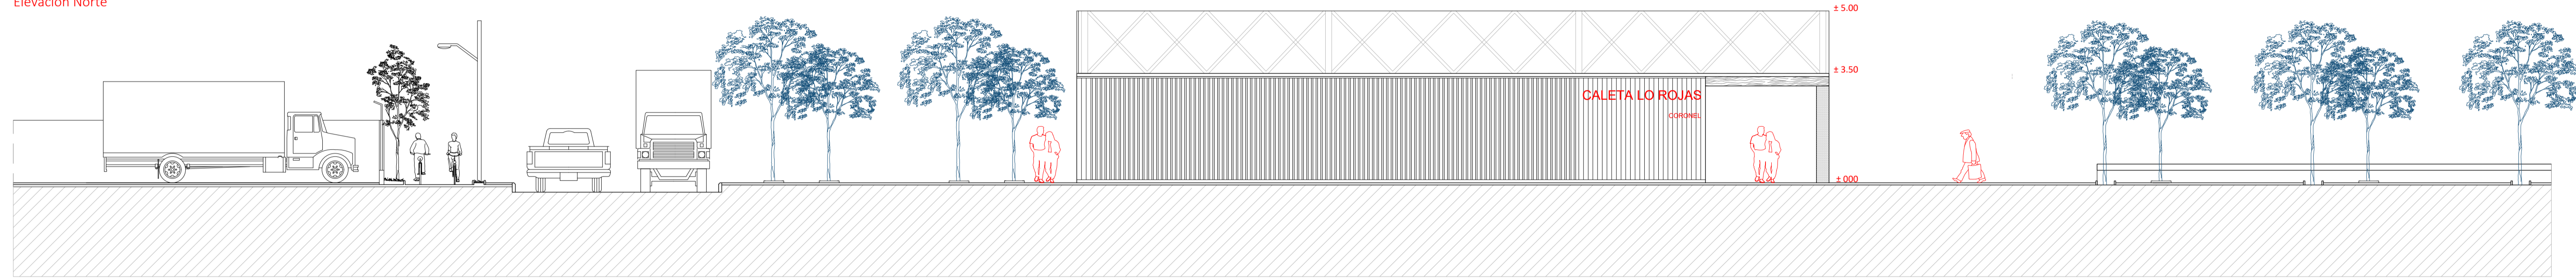 Elevación Norte
± 5.00
± 3.50
CALETA LO ROJAS
CORONEL
± 000